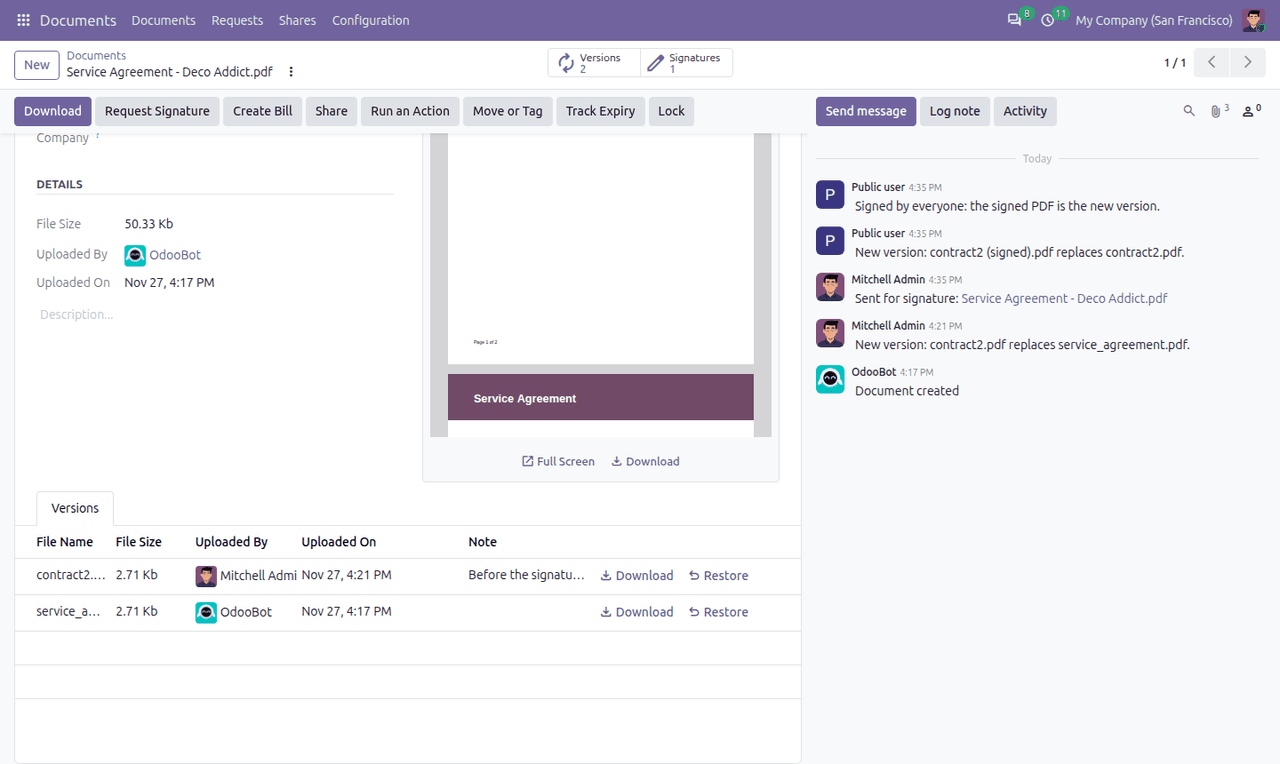 Documents Documents Requests Shares Configuration 8 11 My Company (San Francisco)
New Documents Versions 2 Signatures 1 1 / 1
Service Agreement - Deco Addict.pdf
Download Request Signature Create Bill Share Run an Action Move or Tag Track Expiry Lock Send message Log note Activity 3 0
Company ?
DETAILS
File Size 50.33 Kb
Uploaded By OdooBot
Uploaded On Nov 27, 4:17 PM
Description...
Page 1 of 2
Service Agreement
Full Screen Download
Versions
File Name File Size Uploaded By Uploaded On Note
contract2.... 2.71 Kb Mitchell Admi Nov 27, 4:21 PM Before the signatu... Download Restore
service_a... 2.71 Kb OdooBot Nov 27, 4:17 PM Download Restore
Today
P Public user 4:35 PM
Signed by everyone: the signed PDF is the new version.
P Public user 4:35 PM
New version: contract2 (signed).pdf replaces contract2.pdf.
Mitchell Admin 4:35 PM
Sent for signature: Service Agreement - Deco Addict.pdf
Mitchell Admin 4:21 PM
New version: contract2.pdf replaces service_agreement.pdf.
OdooBot 4:17 PM
Document created